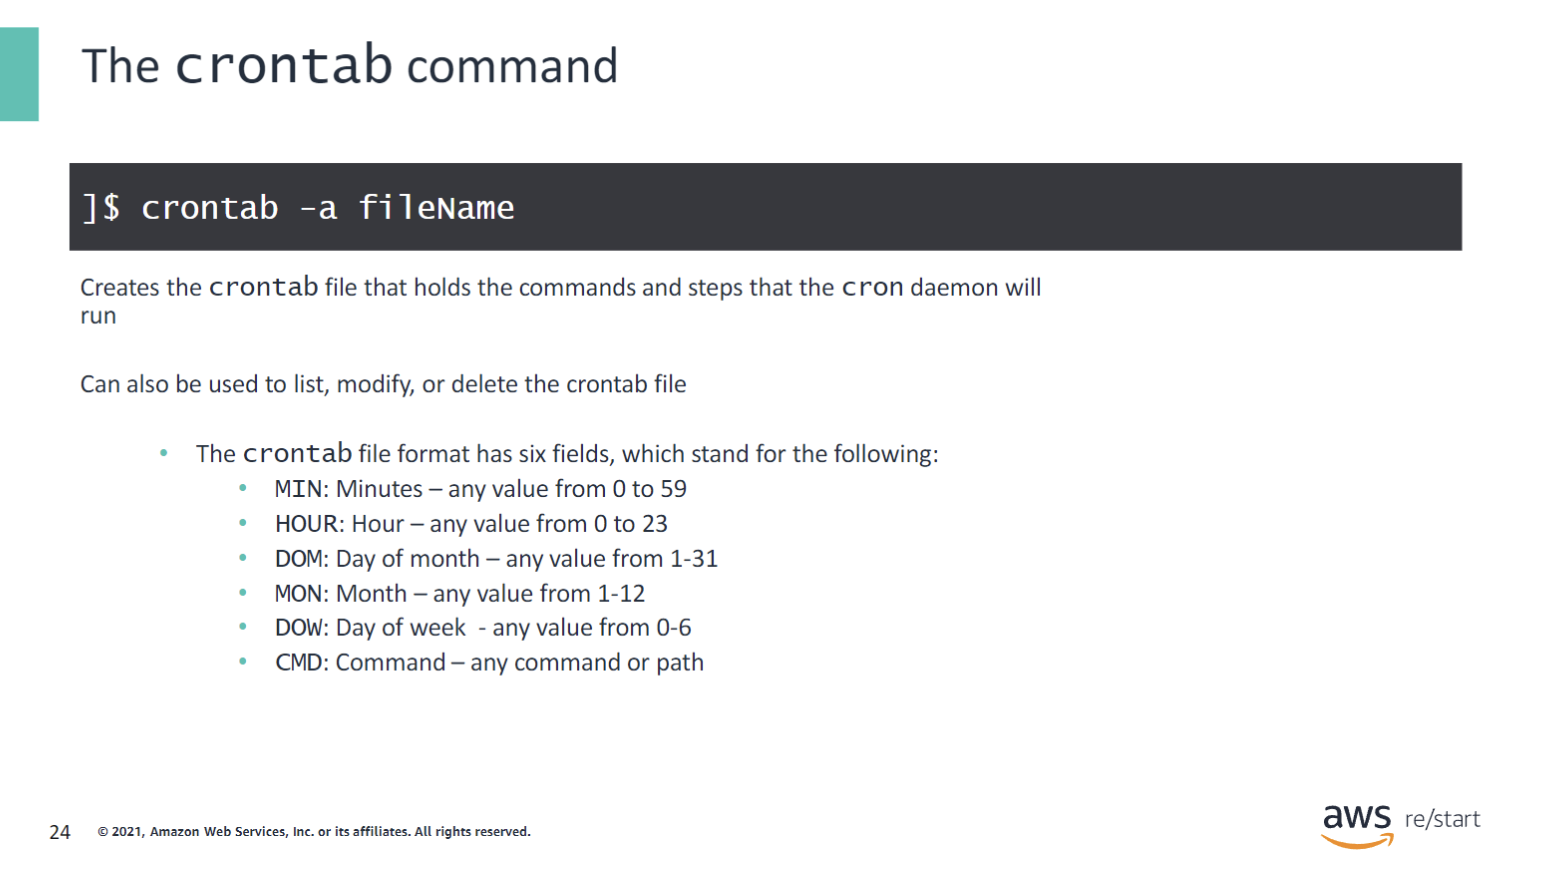 The crontab command
]$ crontab -a fileName
Creates the crontab file that holds the commands and steps that the cron daemon will
run
Can also be used to list, modify, or delete the crontab file
• The crontab file format has six fields, which stand for the following:
• MIN: Minutes – any value from 0 to 59
• HOUR: Hour – any value from 0 to 23
• DOM: Day of month – any value from 1-31
• MON: Month – any value from 1-12
• DOW: Day of week  - any value from 0-6
• CMD: Command – any command or path
24 © 2021, Amazon Web Services, Inc. or its affiliates. All rights reserved.
aws re/start